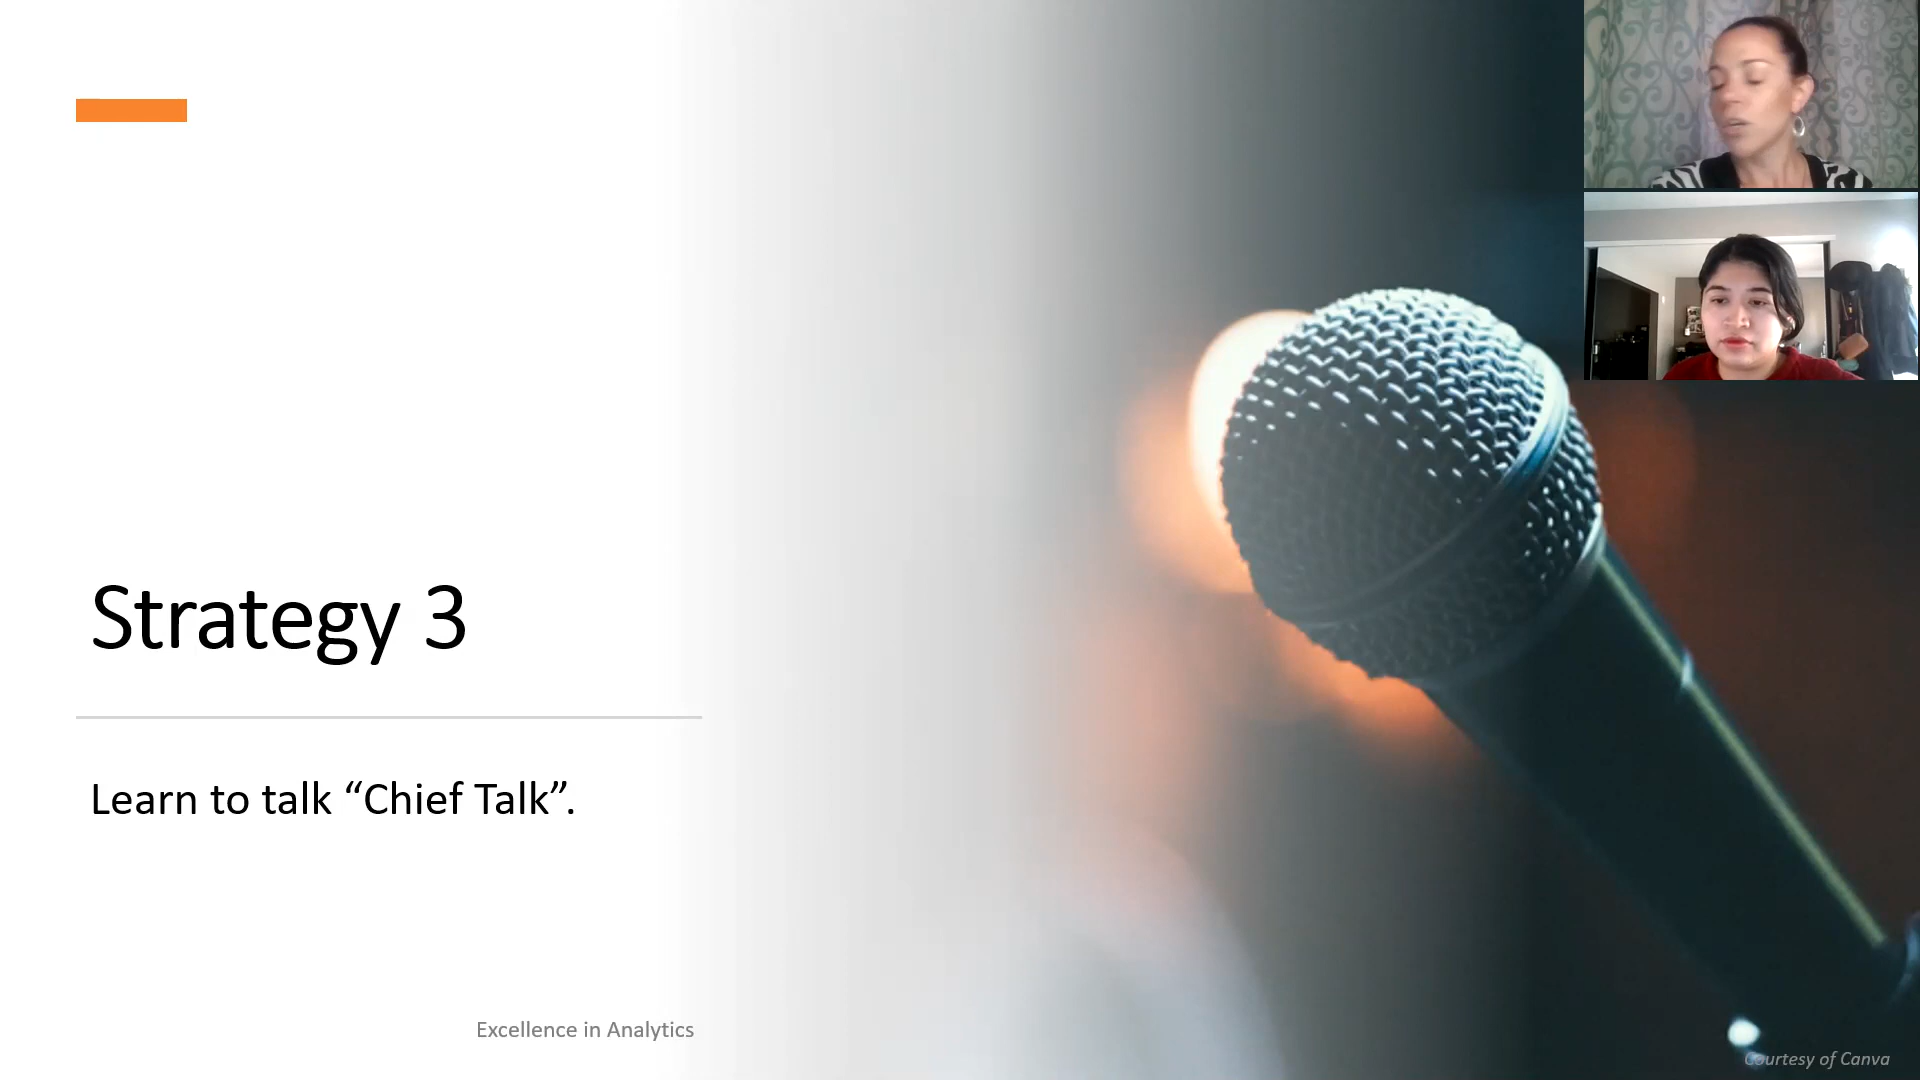 Strategy 3
Learn to talk “Chief Talk”.
Excellence in Analytics
Courtesy of Canva